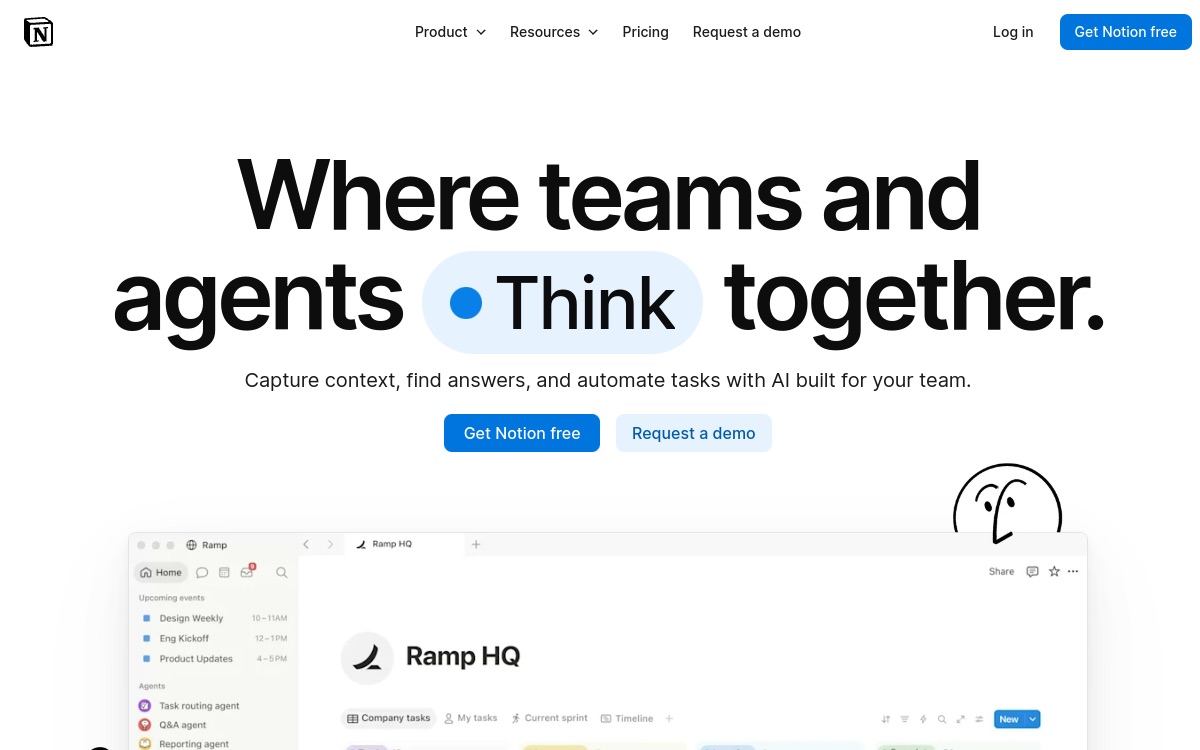 N
Product
Resources
Pricing
Request a demo
Log in
Get Notion free
Where teams and
agents Think together.
Capture context, find answers, and automate tasks with AI built for your team.
Get Notion free
Request a demo
Ramp
Ramp HQ
Home
9
Share
Upcoming events
Design Weekly 10–11AM
Eng Kickoff 12–1PM
Product Updates 4–5PM
Agents
Task routing agent
Q&A agent
Reporting agent
Ramp HQ
Company tasks
My tasks
Current sprint
Timeline
New